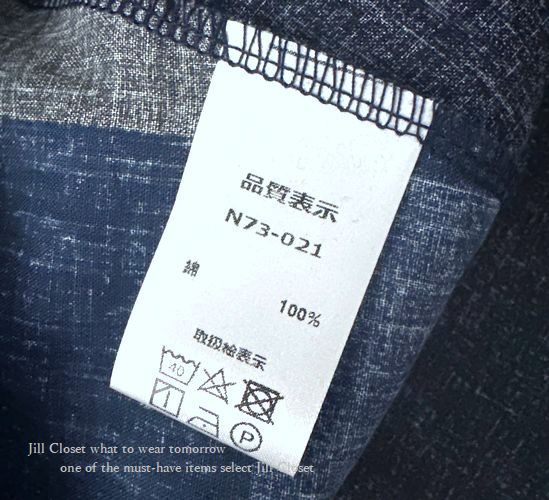 品質表示
N73-021
綿
100%
取扱絵表示
40
P
Jill Closet what to wear tomorrow
one of the must-have items select Jill Closet